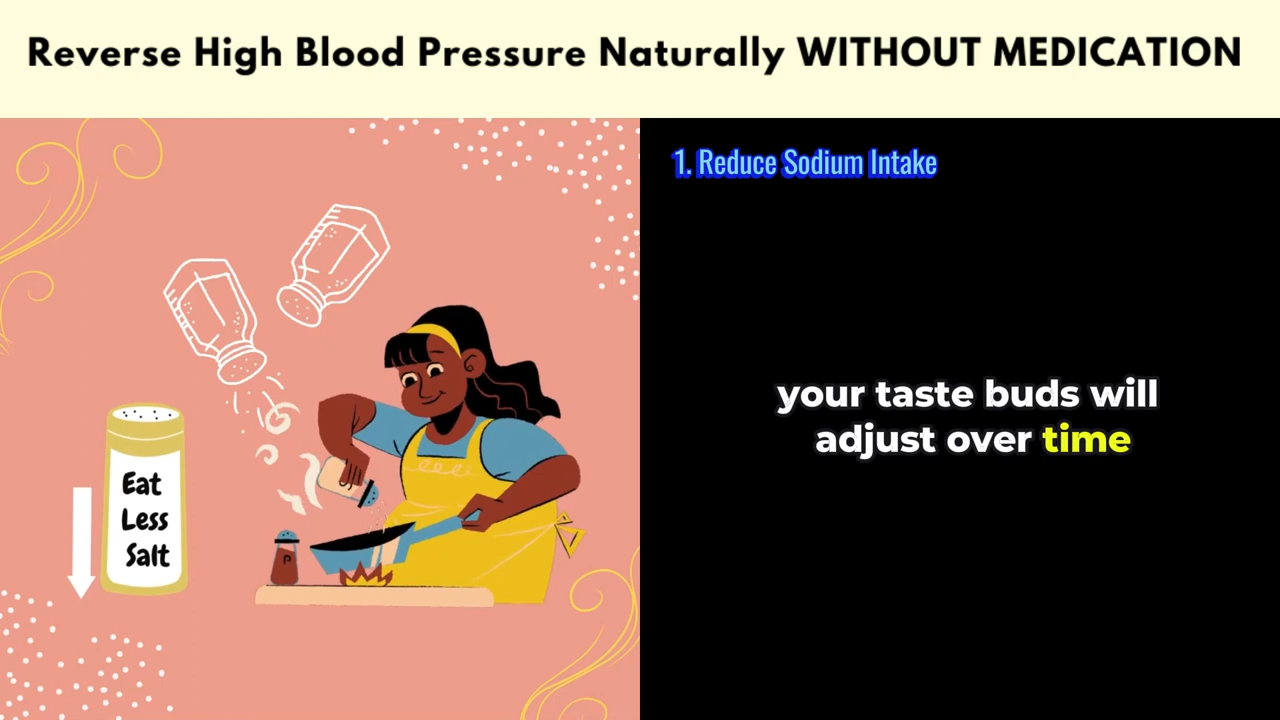 Reverse High Blood Pressure Naturally WITHOUT MEDICATION
1. Reduce Sodium Intake
Eat
Less
Salt
S
P
your taste buds will
adjust over time